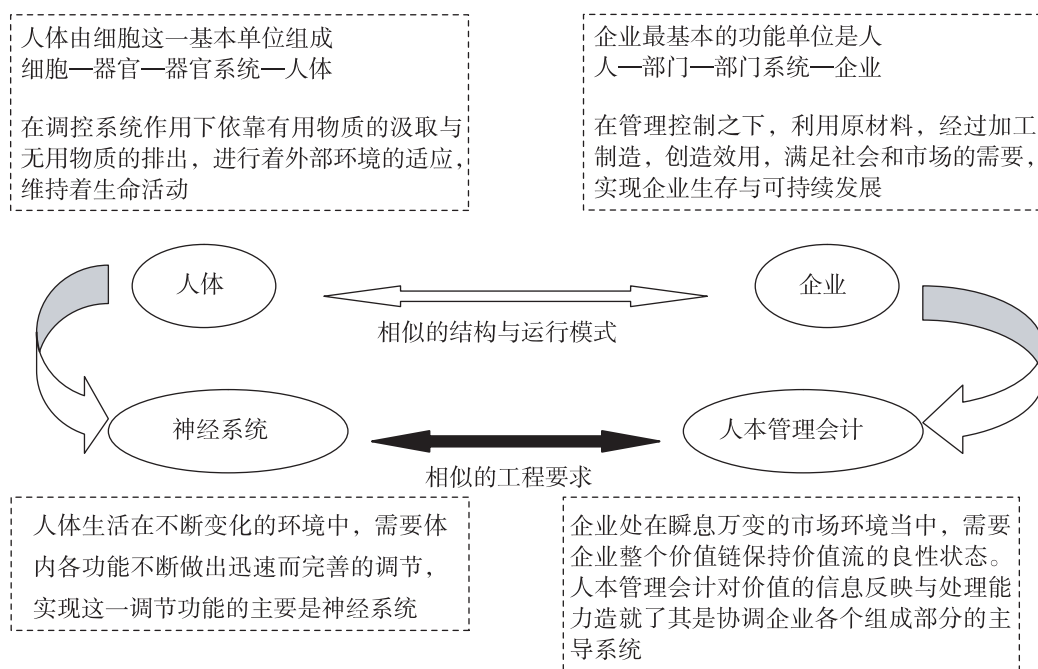 人体由细胞这一基本单位组成
细胞—器官—器官系统—人体
在调控系统作用下依靠有用物质的汲取与
无用物质的排出，进行着外部环境的适应，
维持着生命活动
企业最基本的功能单位是人
人—部门—部门系统—企业
在管理控制之下，利用原材料，经过加工
制造，创造效用，满足社会和市场的需要，
实现企业生存与可持续发展
人体
企业
相似的结构与运行模式
神经系统
人本管理会计
相似的工程要求
人体生活在不断变化的环境中，需要体
内各功能不断做出迅速而完善的调节，
实现这一调节功能的主要是神经系统
企业处在瞬息万变的市场环境当中，需要
企业整个价值链保持价值流的良性状态。
人本管理会计对价值的信息反映与处理能
力造就了其是协调企业各个组成部分的主
导系统